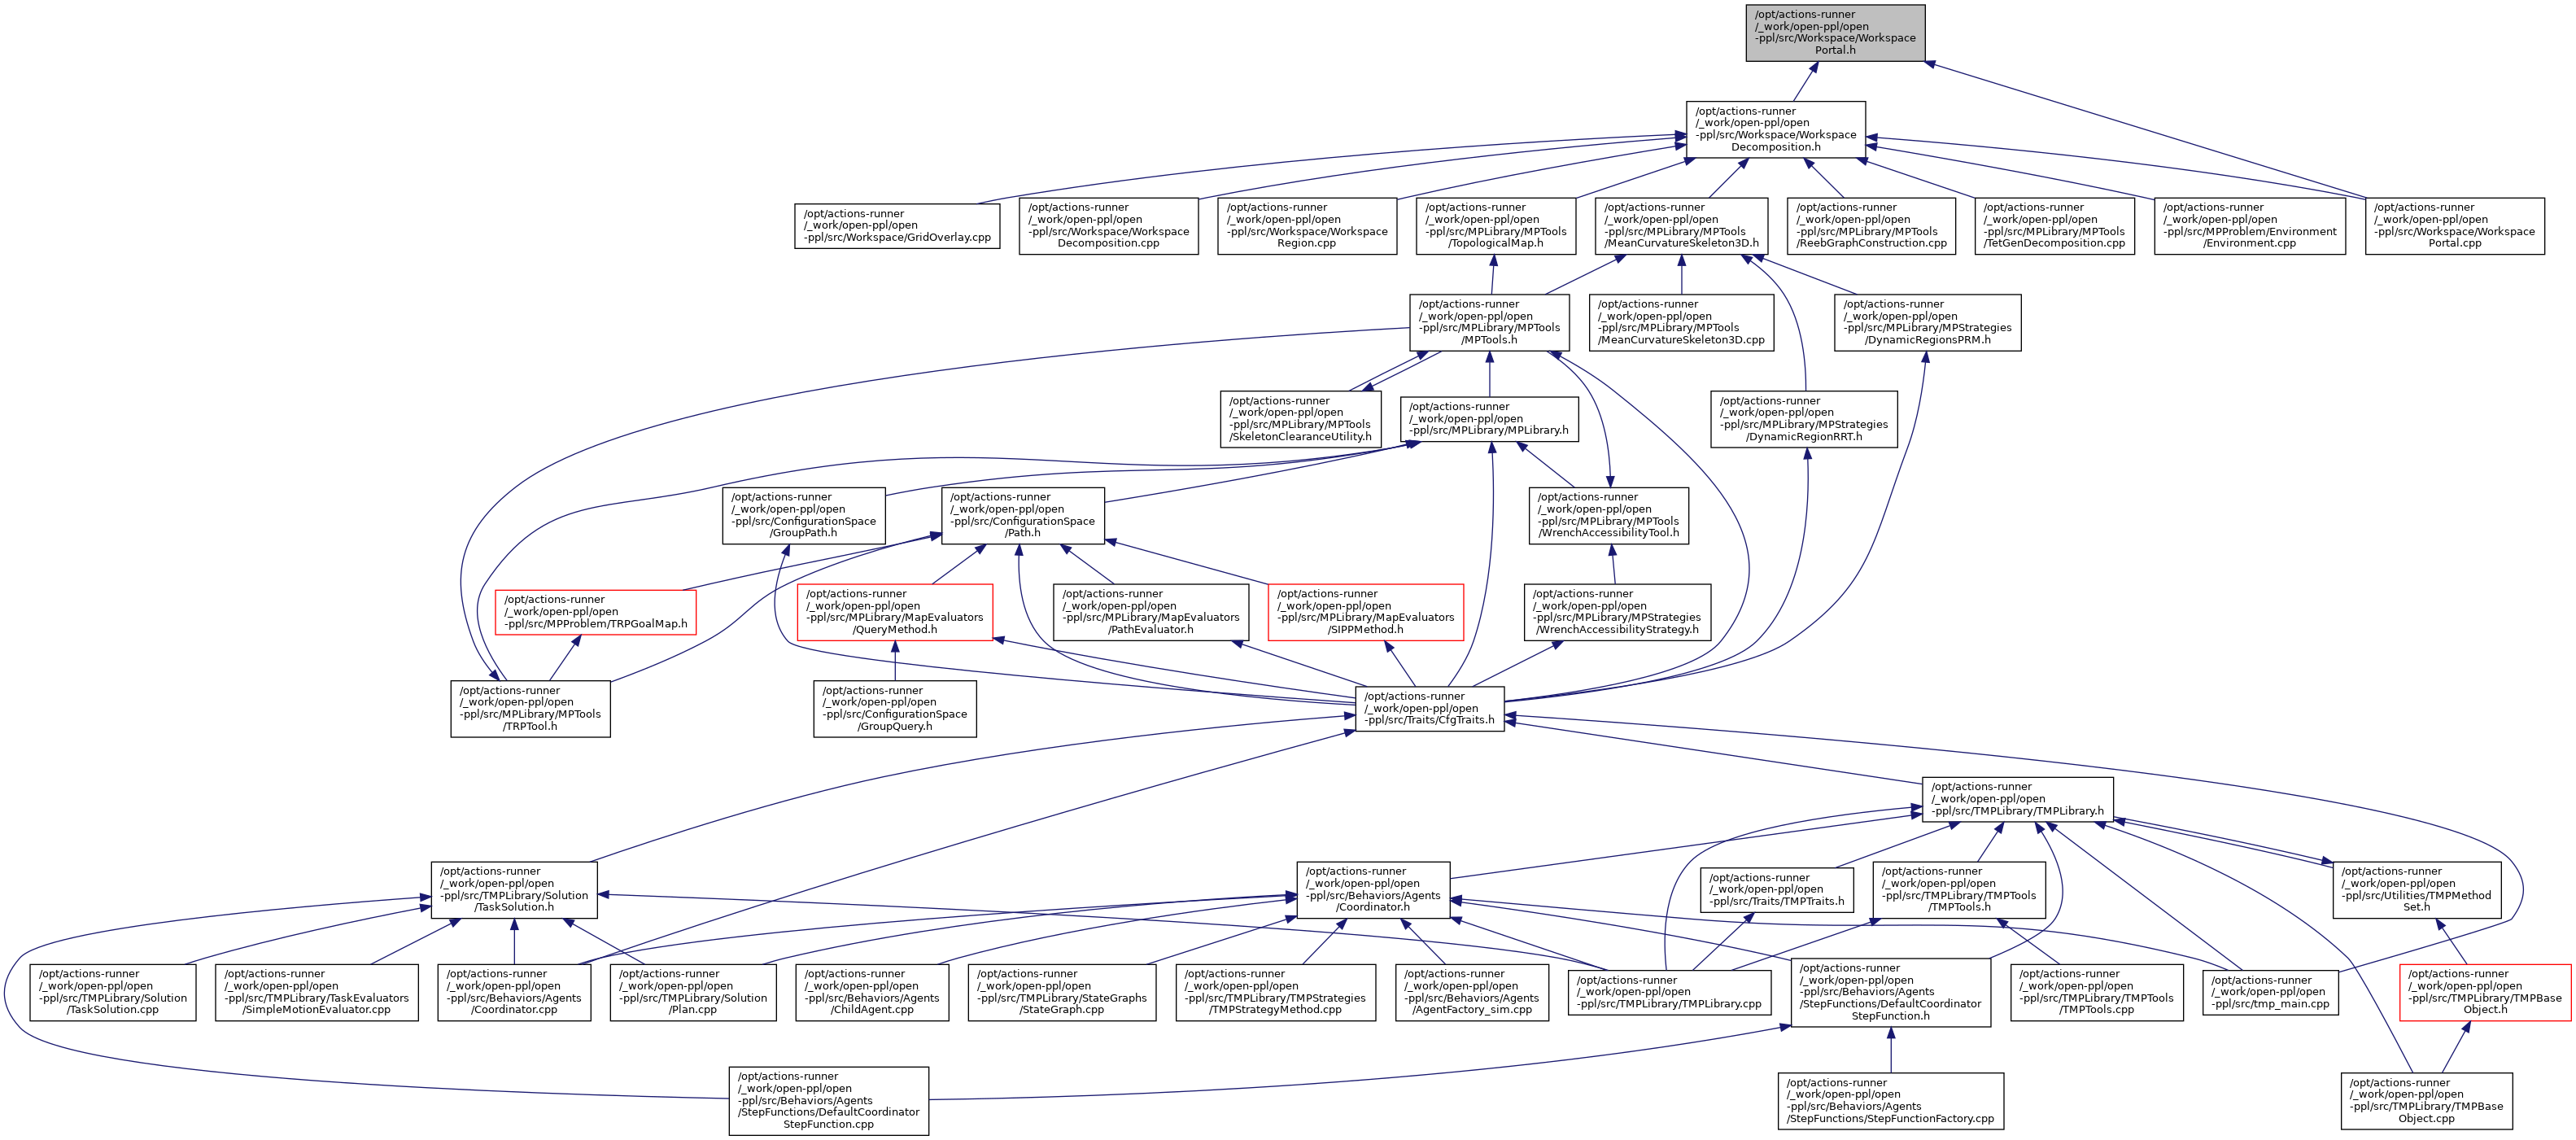 /opt/actions-runner
/_work/open-ppl/open
-ppl/src/Workspace/Workspace
Portal.h
/opt/actions-runner
/_work/open-ppl/open
-ppl/src/Workspace/Workspace
Decomposition.h
/opt/actions-runner
/_work/open-ppl/open
-ppl/src/Workspace/GridOverlay.cpp
/opt/actions-runner
/_work/open-ppl/open
-ppl/src/Workspace/Workspace
Decomposition.cpp
/opt/actions-runner
/_work/open-ppl/open
-ppl/src/Workspace/Workspace
Region.cpp
/opt/actions-runner
/_work/open-ppl/open
-ppl/src/MPLibrary/MPTools
/TopologicalMap.h
/opt/actions-runner
/_work/open-ppl/open
-ppl/src/MPLibrary/MPTools
/MeanCurvatureSkeleton3D.h
/opt/actions-runner
/_work/open-ppl/open
-ppl/src/MPLibrary/MPTools
/ReebGraphConstruction.cpp
/opt/actions-runner
/_work/open-ppl/open
-ppl/src/MPLibrary/MPTools
/TetGenDecomposition.cpp
/opt/actions-runner
/_work/open-ppl/open
-ppl/src/MPProblem/Environment
/Environment.cpp
/opt/actions-runner
/_work/open-ppl/open
-ppl/src/Workspace/Workspace
Portal.cpp
/opt/actions-runner
/_work/open-ppl/open
-ppl/src/MPLibrary/MPTools
/MPTools.h
/opt/actions-runner
/_work/open-ppl/open
-ppl/src/MPLibrary/MPTools
/MeanCurvatureSkeleton3D.cpp
/opt/actions-runner
/_work/open-ppl/open
-ppl/src/MPLibrary/MPStrategies
/DynamicRegionsPRM.h
/opt/actions-runner
/_work/open-ppl/open
-ppl/src/MPLibrary/MPTools
/SkeletonClearanceUtility.h
/opt/actions-runner
/_work/open-ppl/open
-ppl/src/MPLibrary/MPLibrary.h
/opt/actions-runner
/_work/open-ppl/open
-ppl/src/MPLibrary/MPStrategies
/DynamicRegionRRT.h
/opt/actions-runner
/_work/open-ppl/open
-ppl/src/ConfigurationSpace
/GroupPath.h
/opt/actions-runner
/_work/open-ppl/open
-ppl/src/ConfigurationSpace
/Path.h
/opt/actions-runner
/_work/open-ppl/open
-ppl/src/MPLibrary/MPTools
/WrenchAccessibilityTool.h
/opt/actions-runner
/_work/open-ppl/open
-ppl/src/MPProblem/TRPGoalMap.h
/opt/actions-runner
/_work/open-ppl/open
-ppl/src/MPLibrary/MapEvaluators
/QueryMethod.h
/opt/actions-runner
/_work/open-ppl/open
-ppl/src/MPLibrary/MapEvaluators
/PathEvaluator.h
/opt/actions-runner
/_work/open-ppl/open
-ppl/src/MPLibrary/MapEvaluators
/SIPPMethod.h
/opt/actions-runner
/_work/open-ppl/open
-ppl/src/MPLibrary/MPStrategies
/WrenchAccessibilityStrategy.h
/opt/actions-runner
/_work/open-ppl/open
-ppl/src/MPLibrary/MPTools
/TRPTool.h
/opt/actions-runner
/_work/open-ppl/open
-ppl/src/ConfigurationSpace
/GroupQuery.h
/opt/actions-runner
/_work/open-ppl/open
-ppl/src/Traits/CfgTraits.h
/opt/actions-runner
/_work/open-ppl/open
-ppl/src/TMPLibrary/TMPLibrary.h
/opt/actions-runner
/_work/open-ppl/open
-ppl/src/TMPLibrary/Solution
/TaskSolution.h
/opt/actions-runner
/_work/open-ppl/open
-ppl/src/Behaviors/Agents
/Coordinator.h
/opt/actions-runner
/_work/open-ppl/open
-ppl/src/Traits/TMPTraits.h
/opt/actions-runner
/_work/open-ppl/open
-ppl/src/TMPLibrary/TMPTools
/TMPTools.h
/opt/actions-runner
/_work/open-ppl/open
-ppl/src/Utilities/TMPMethod
Set.h
/opt/actions-runner
/_work/open-ppl/open
-ppl/src/TMPLibrary/Solution
/TaskSolution.cpp
/opt/actions-runner
/_work/open-ppl/open
-ppl/src/TMPLibrary/TaskEvaluators
/SimpleMotionEvaluator.cpp
/opt/actions-runner
/_work/open-ppl/open
-ppl/src/Behaviors/Agents
/Coordinator.cpp
/opt/actions-runner
/_work/open-ppl/open
-ppl/src/TMPLibrary/Solution
/Plan.cpp
/opt/actions-runner
/_work/open-ppl/open
-ppl/src/Behaviors/Agents
/ChildAgent.cpp
/opt/actions-runner
/_work/open-ppl/open
-ppl/src/TMPLibrary/StateGraphs
/StateGraph.cpp
/opt/actions-runner
/_work/open-ppl/open
-ppl/src/TMPLibrary/TMPStrategies
/TMPStrategyMethod.cpp
/opt/actions-runner
/_work/open-ppl/open
-ppl/src/Behaviors/Agents
/AgentFactory_sim.cpp
/opt/actions-runner
/_work/open-ppl/open
-ppl/src/TMPLibrary/TMPLibrary.cpp
/opt/actions-runner
/_work/open-ppl/open
-ppl/src/Behaviors/Agents
/StepFunctions/DefaultCoordinator
StepFunction.h
/opt/actions-runner
/_work/open-ppl/open
-ppl/src/TMPLibrary/TMPTools
/TMPTools.cpp
/opt/actions-runner
/_work/open-ppl/open
-ppl/src/tmp_main.cpp
/opt/actions-runner
/_work/open-ppl/open
-ppl/src/TMPLibrary/TMPBase
Object.h
/opt/actions-runner
/_work/open-ppl/open
-ppl/src/Behaviors/Agents
/StepFunctions/DefaultCoordinator
StepFunction.cpp
/opt/actions-runner
/_work/open-ppl/open
-ppl/src/Behaviors/Agents
/StepFunctions/StepFunctionFactory.cpp
/opt/actions-runner
/_work/open-ppl/open
-ppl/src/TMPLibrary/TMPBase
Object.cpp